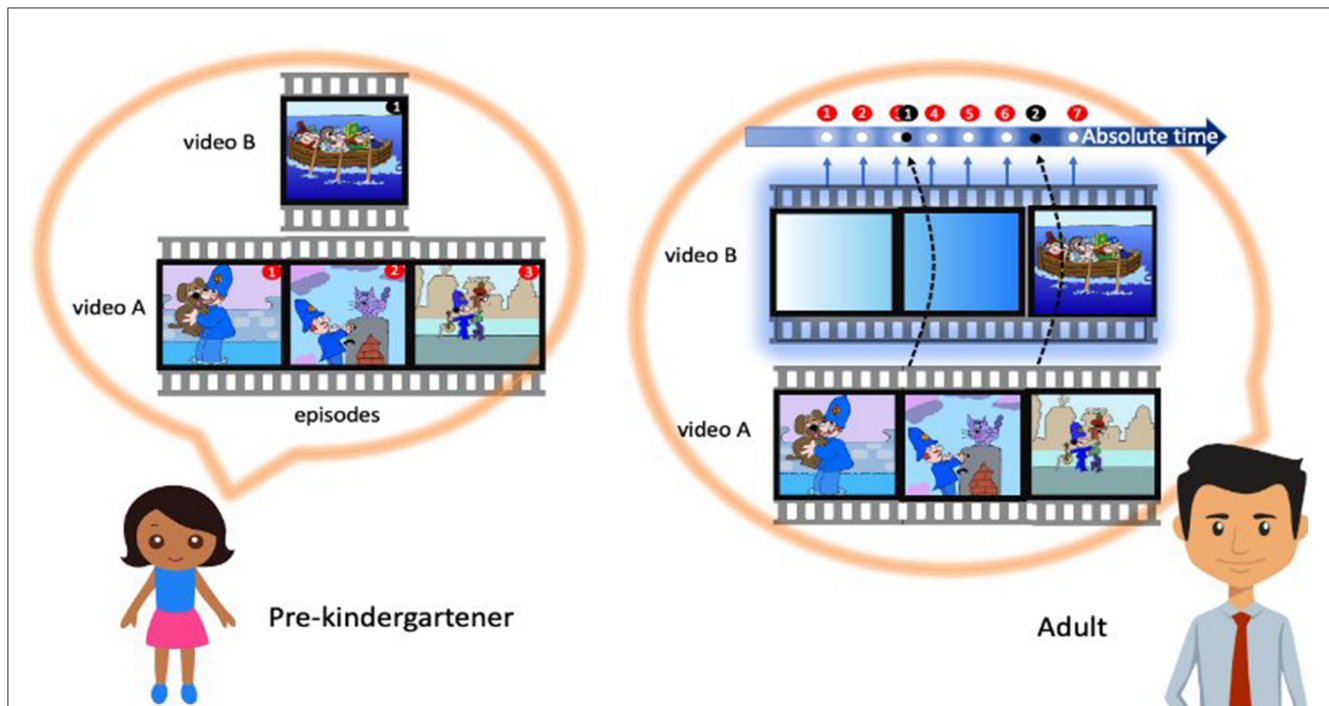 video B
1
video A
1 2 3
episodes
Pre-kindergartener
1 2 3 1 4 5 6 2 7
Absolute time
video B
video A
Adult